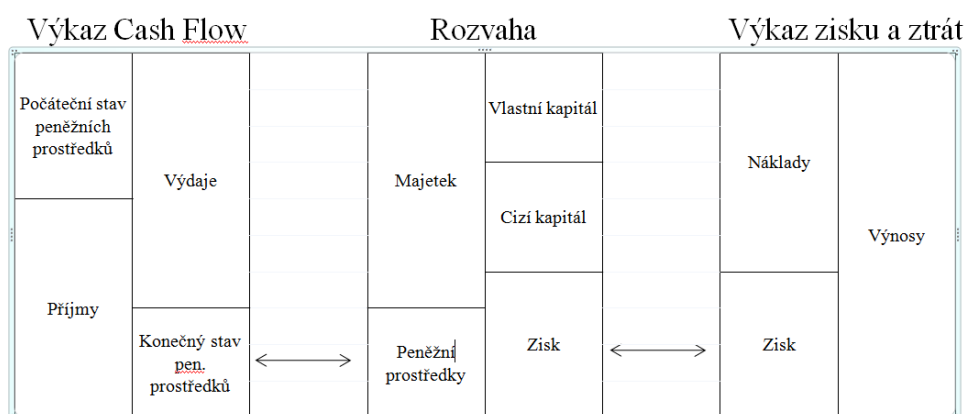 Výkaz Cash Flow
Rozvaha
Výkaz zisku a ztrát
Počáteční stav
peněžních
prostředků
Příjmy
Výdaje
Konečný stav
pen.
prostředků
Majetek
Peněžní
prostředky
Vlastní kapitál
Cizí kapitál
Zisk
Náklady
Zisk
Výnosy